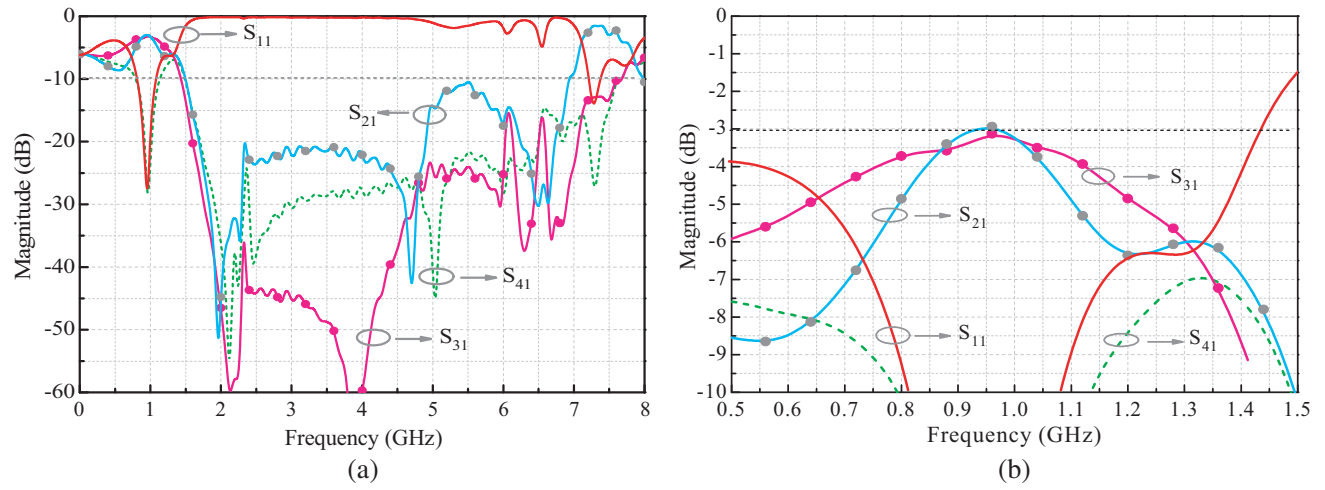 0
-10
-20
-30
-40
-50
-60
Magnitude (dB)
0 1 2 3 4 5 6 7 8
Frequency (GHz)
S11
S21
S41
S31
(a)
0
-1
-2
-3
-4
-5
-6
-7
-8
-9
-10
Magnitude (dB)
0.5 0.6 0.7 0.8 0.9 1.0 1.1 1.2 1.3 1.4 1.5
Frequency (GHz)
S31
S21
S11
S41
(b)